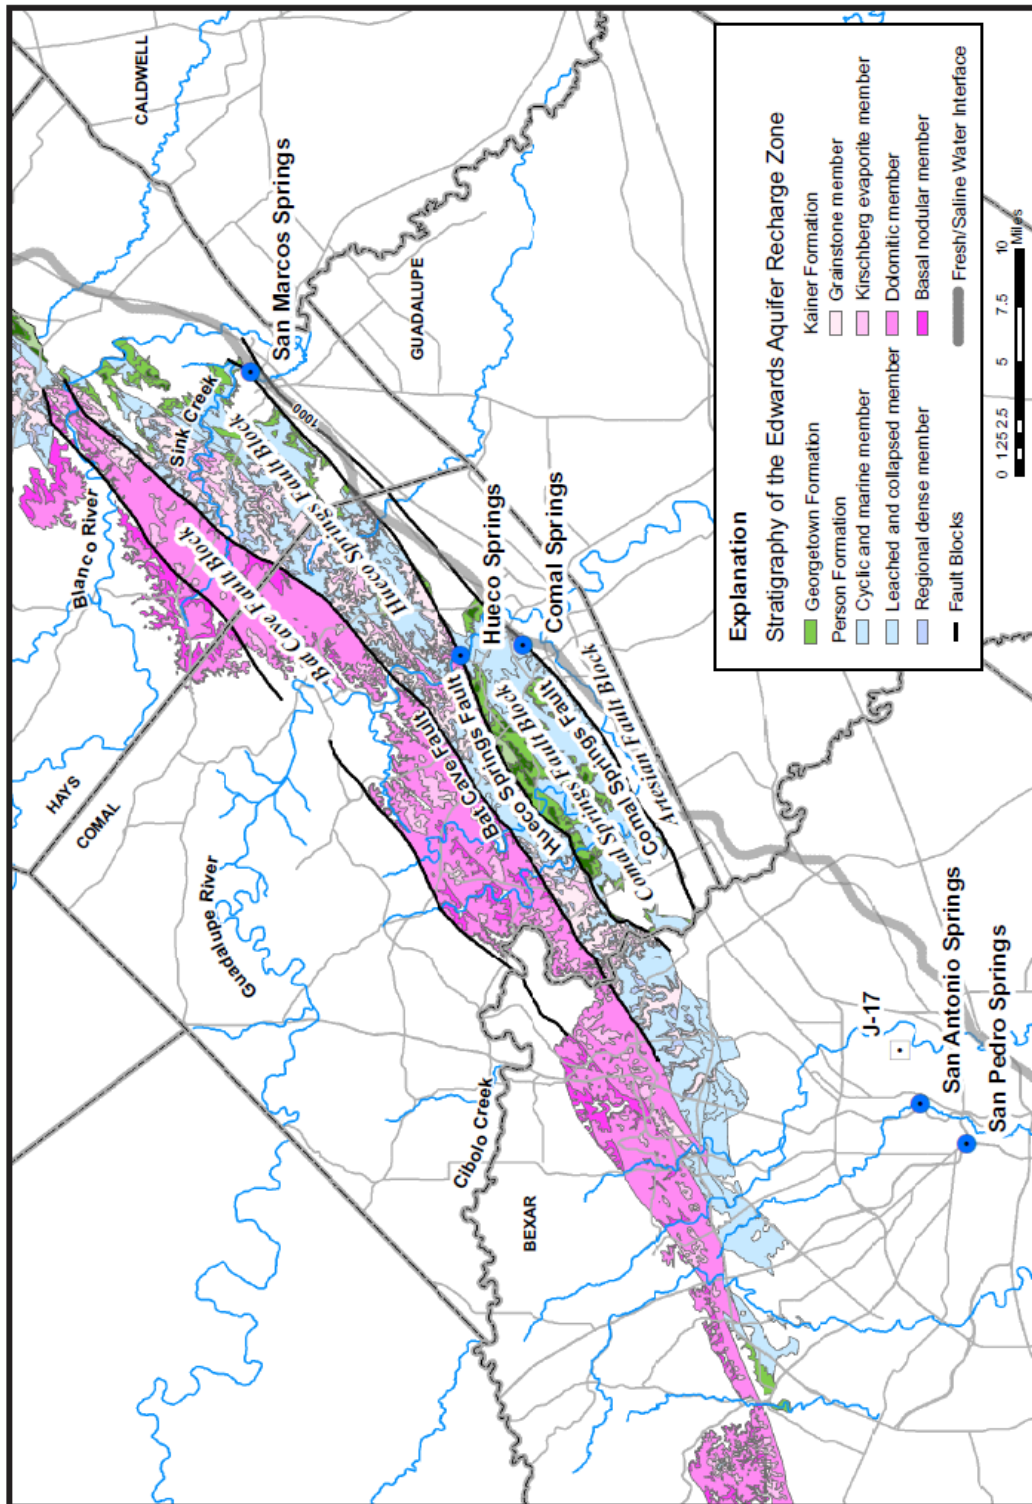 CALDWELL
San Marcos Springs
Sink Creek
GUADALUPE
1000
Hueco Springs Fault Block
Blanco River
Bat Cave Fault Block
HAYS
COMAL
Hueco Springs
Comal Springs
Guadalupe River
Bat Cave Fault
Hueco Springs Fault
Comal Springs Fault Block
Comal Springs Fault
Artesian Fault Block
Cibolo Creek
BEXAR
J-17
San Antonio Springs
San Pedro Springs
Explanation
Stratigraphy of the Edwards Aquifer Recharge Zone
Georgetown Formation
Person Formation
Cyclic and marine member
Leached and collapsed member
Regional dense member
Fault Blocks
Kainer Formation
Grainstone member
Kirschberg evaporite member
Dolomitic member
Basal nodular member
Fresh/Saline Water Interface
0 1.25 2.5 5 7.5 10
Miles